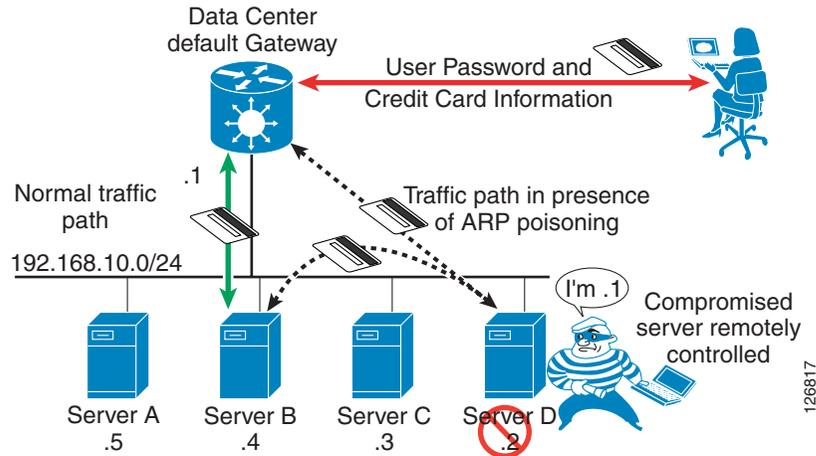 Data Center
default Gateway
User Password and
Credit Card Information
.1
Normal traffic
path
Traffic path in presence
of ARP poisoning
192.168.10.0/24
I'm .1
Compromised
server remotely
controlled
Server A
.5
Server B
.4
Server C
.3
Server D
.2
126817